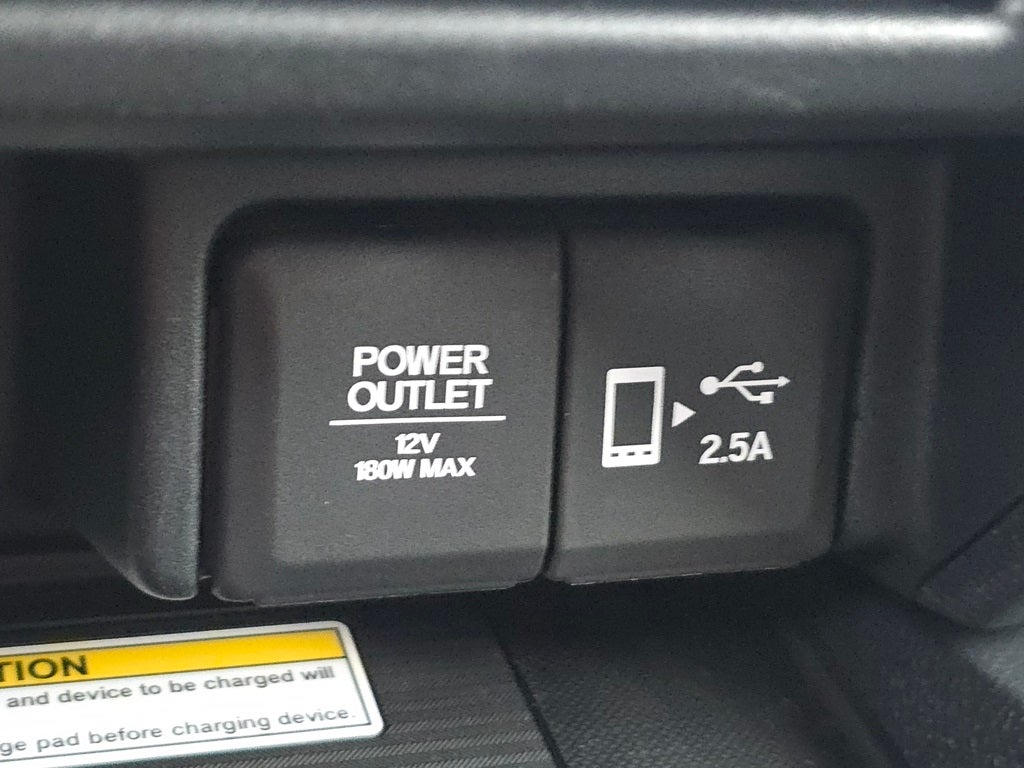 POWER
OUTLET
12V
180W MAX
2.5A
TION
and device to be charged will
ge pad before charging device.